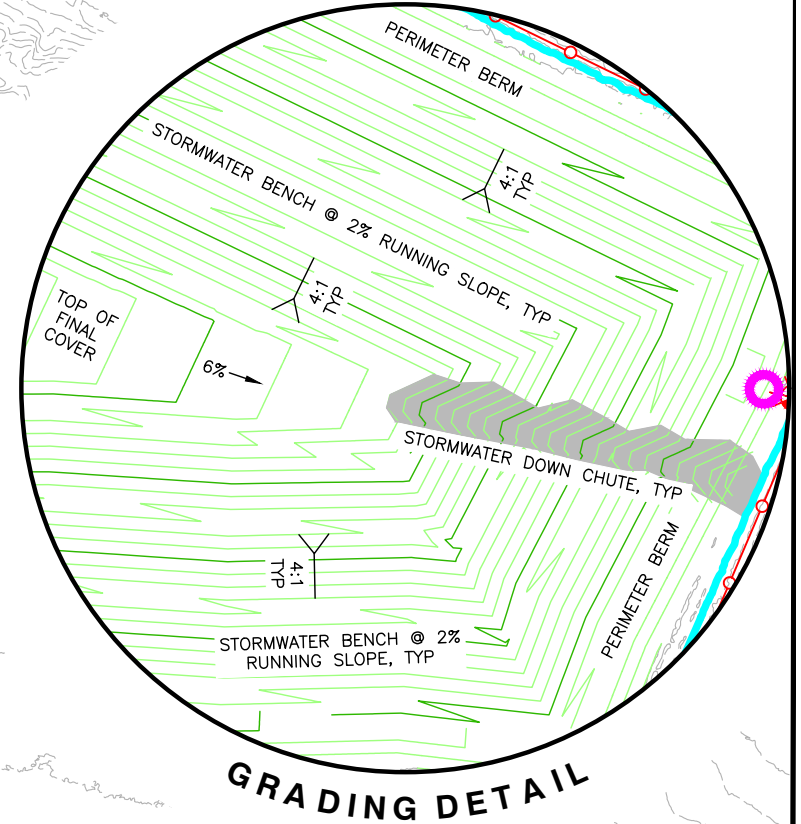 PERIMETER BERM
STORMWATER BENCH @ 2% RUNNING SLOPE, TYP
4:1
TYP
4:1
TYP
TOP OF
FINAL
COVER
6%
STORMWATER DOWN CHUTE, TYP
PERIMETER BERM
4:1
TYP
STORMWATER BENCH @ 2%
RUNNING SLOPE, TYP
GRADING DETAIL